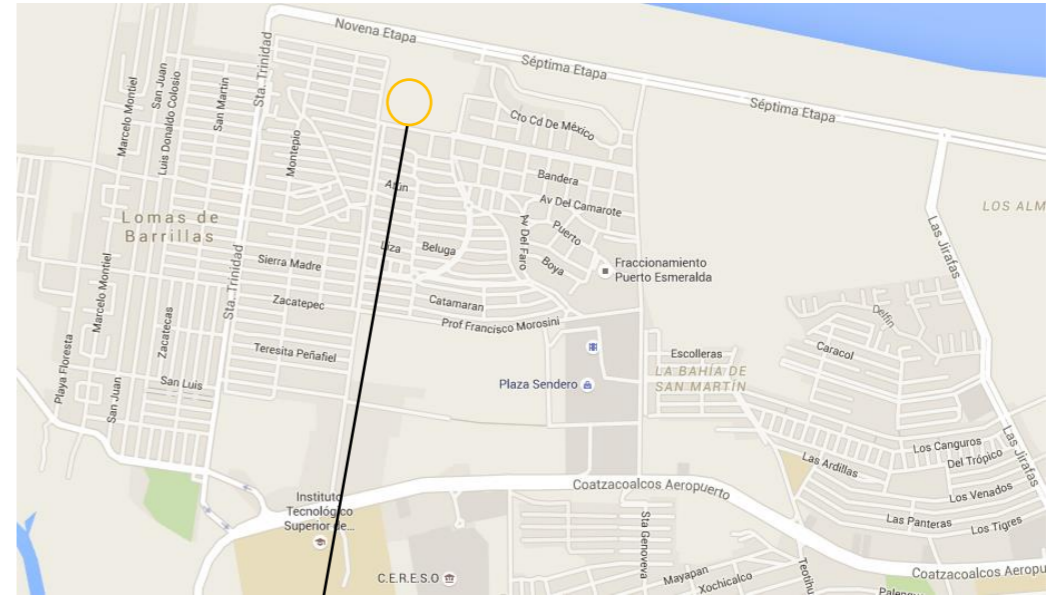 Novena Etapa
Séptima Etapa
Séptima Etapa
Marcelo Montiel
San Juan
Luis Donaldo Colosio
San Martin
Sta. Trinidad
Montepio
Cto Cd De México
Atún
Bandera
Av Del Camarote
Lomas de
Barrillas
Liza
Beluga
Av Del Faro
Puerto
Boya
LOS ALM
Las Jirafas
Sierra Madre
Fraccionamiento
Puerto Esmeralda
Marcelo Montiel
Sta. Trinidad
Zacatepec
Catamaran
Prof Francisco Morosini
Delfin
Zacatecas
Playa Floresta
Teresita Peñafiel
Caracol
Escolleras
LA BAHÍA DE
SAN MARTÍN
San Luis
San Juan
Plaza Sendero
Los Canguros
Del Trópico
Las Jirafas
Las Ardillas
Coatzacoalcos Aeropuerto
Los Venados
Instituto
Tecnológico
Superior de...
Sta Genoveva
Las Panteras
Los Tigres
C.E.R.E.S.O
Mayapan
Xochicalco
Teotihu
Coatzacoalcos Aeropu